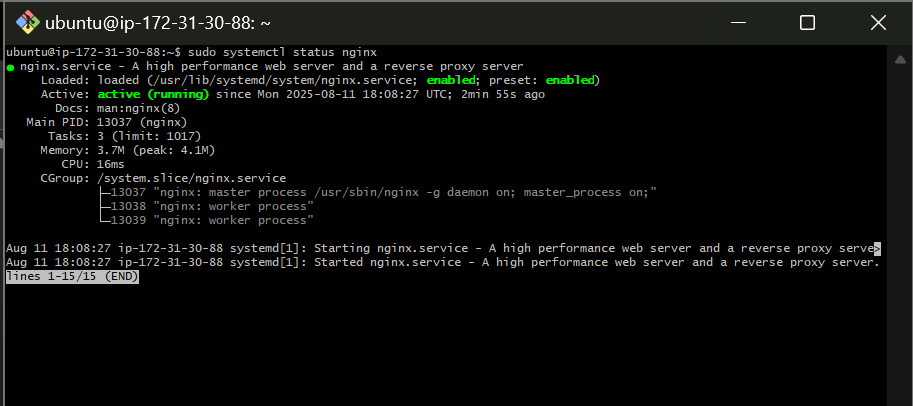 ubuntu@ip-172-31-30-88: ~
ubuntu@ip-172-31-30-88:~$ sudo systemctl status nginx
● nginx.service - A high performance web server and a reverse proxy server
     Loaded: loaded (/usr/lib/systemd/system/nginx.service; enabled; preset: enabled)
     Active: active (running) since Mon 2025-08-11 18:08:27 UTC; 2min 55s ago
       Docs: man:nginx(8)
   Main PID: 13037 (nginx)
      Tasks: 3 (limit: 1017)
     Memory: 3.7M (peak: 4.1M)
        CPU: 16ms
     CGroup: /system.slice/nginx.service
             ├─13037 "nginx: master process /usr/sbin/nginx -g daemon on; master_process on;"
             ├─13038 "nginx: worker process"
             └─13039 "nginx: worker process"
Aug 11 18:08:27 ip-172-31-30-88 systemd[1]: Starting nginx.service - A high performance web server and a reverse proxy serve>
Aug 11 18:08:27 ip-172-31-30-88 systemd[1]: Started nginx.service - A high performance web server and a reverse proxy server.
lines 1-15/15 (END)